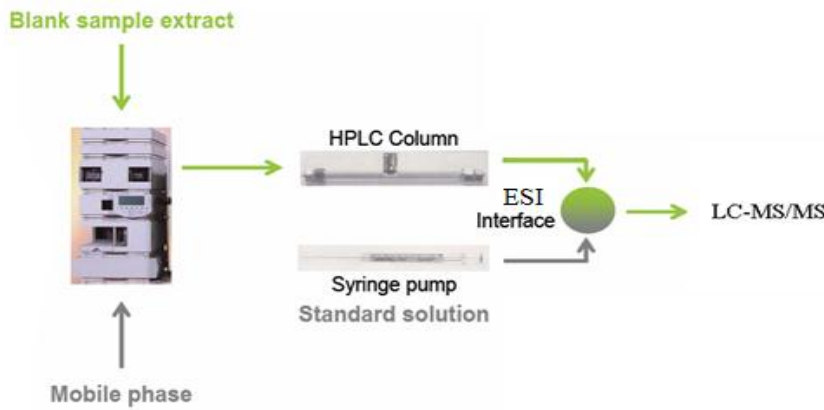 Blank sample extract
HPLC Column
ESI
Interface
LC-MS/MS
Syringe pump
Standard solution
Mobile phase